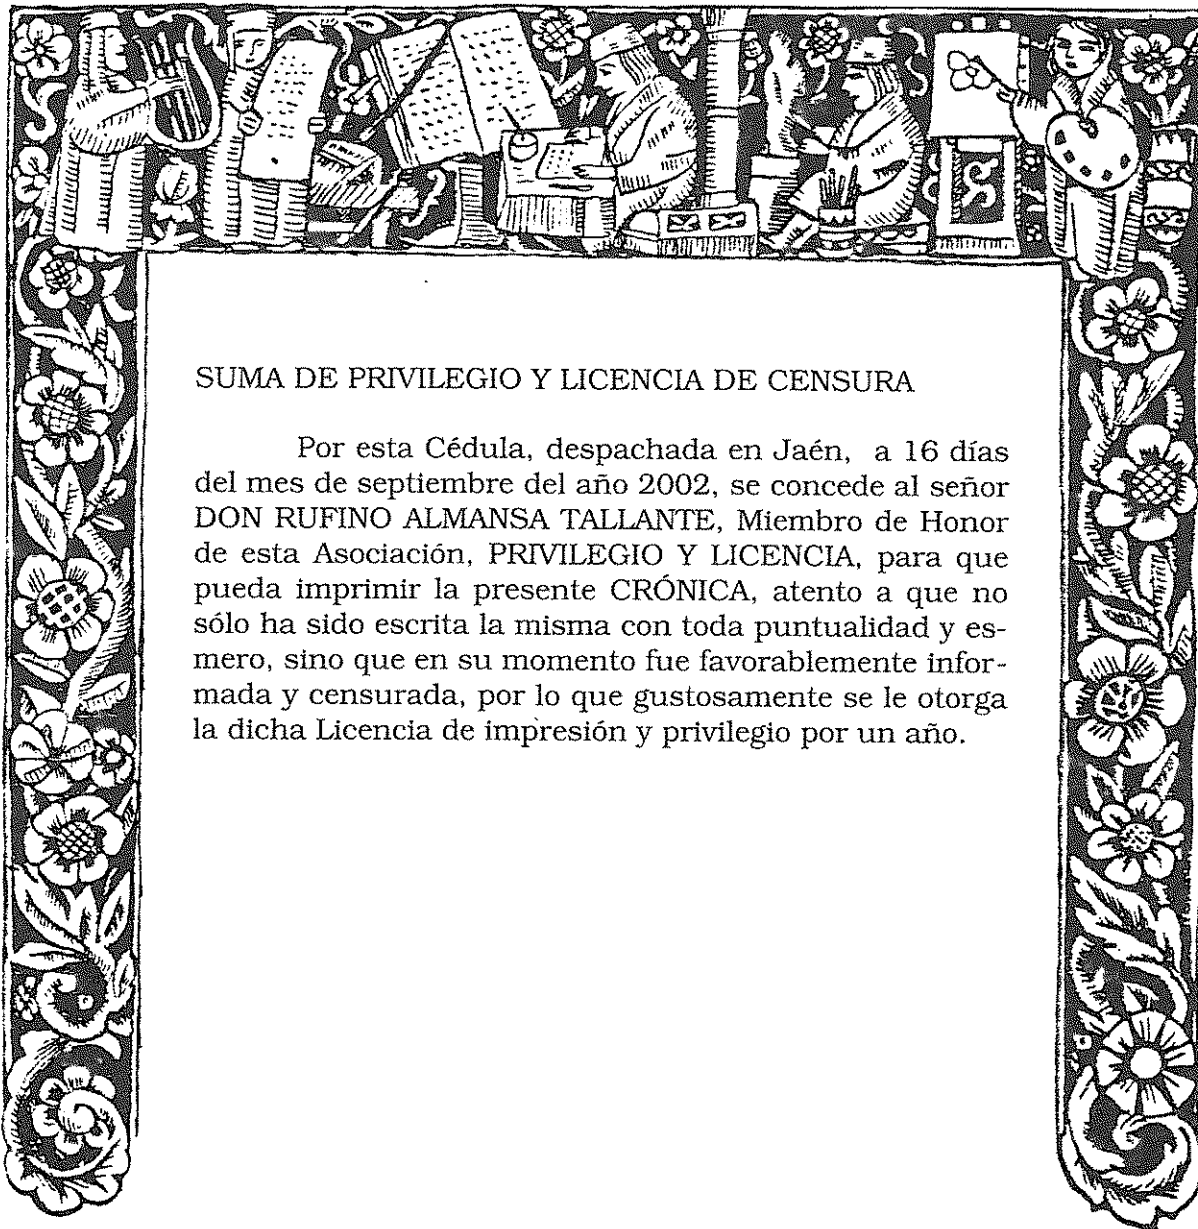 SUMA DE PRIVILEGIO Y LICENCIA DE CENSURA
Por esta Cédula, despachada en Jaén, a 16 días
del mes de septiembre del año 2002, se concede al señor
DON RUFINO ALMANSA TALLANTE, Miembro de Honor
de esta Asociación, PRIVILEGIO Y LICENCIA, para que
pueda imprimir la presente CRÓNICA, atento a que no
sólo ha sido escrita la misma con toda puntualidad y es-
mero, sino que en su momento fue favorablemente infor-
mada y censurada, por lo que gustosamente se le otorga
la dicha Licencia de impresión y privilegio por un año.